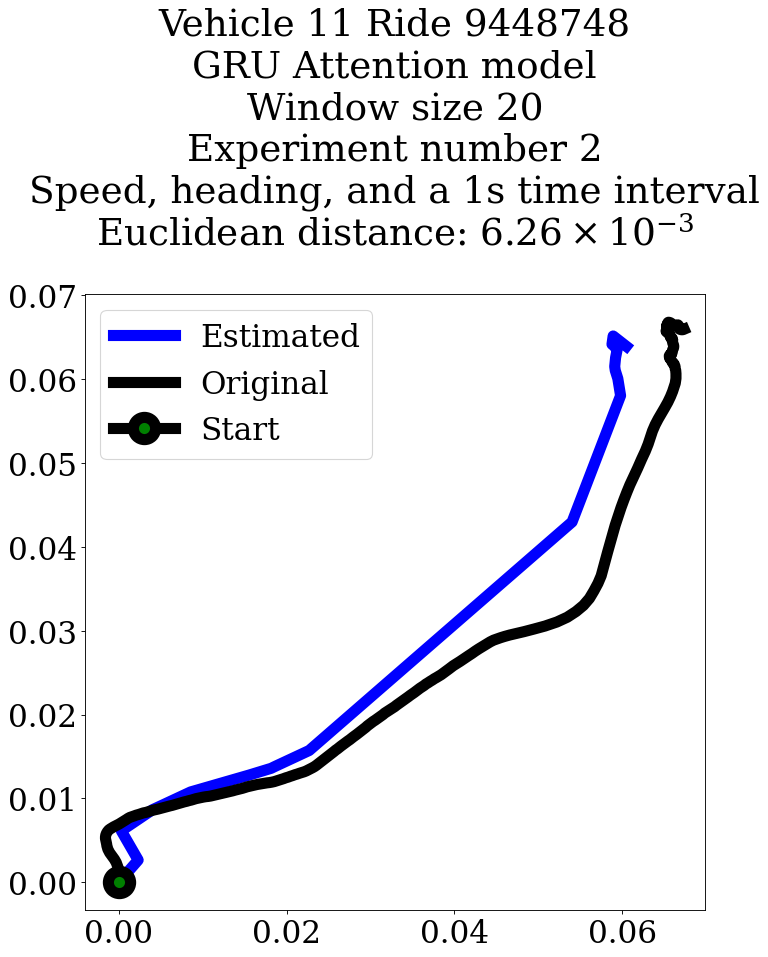 Vehicle 11 Ride 9448748
GRU Attention model
Window size 20
Experiment number 2
Speed, heading, and a 1s time interval
Euclidean distance: 6.26 × 10⁻³
0.07
0.06
0.05
0.04
0.03
0.02
0.01
0.00
Estimated
Original
Start
0.00 0.02 0.04 0.06